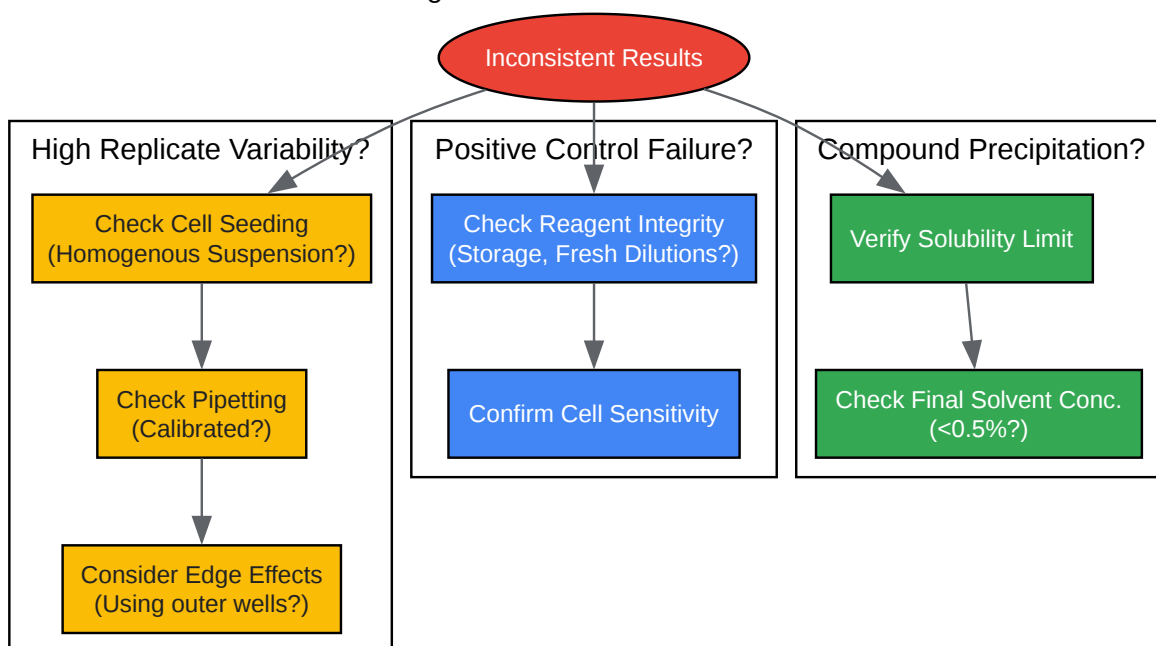 Inconsistent Results
High Replicate Variability?
Check Cell Seeding
(Homogenous Suspension?)
Check Pipetting
(Calibrated?)
Consider Edge Effects
(Using outer wells?)
Positive Control Failure?
Check Reagent Integrity
(Storage, Fresh Dilutions?)
Confirm Cell Sensitivity
Compound Precipitation?
Verify Solubility Limit
Check Final Solvent Conc.
(<0.5%?)